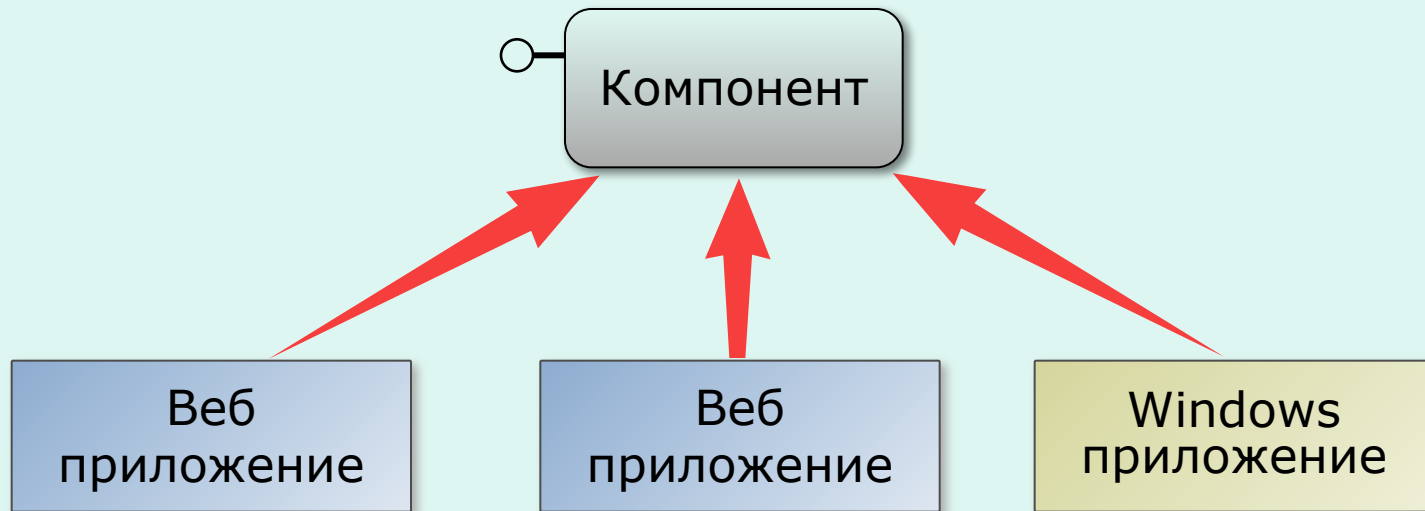 Компонент
Веб
приложение
Веб
приложение
Windows
приложение